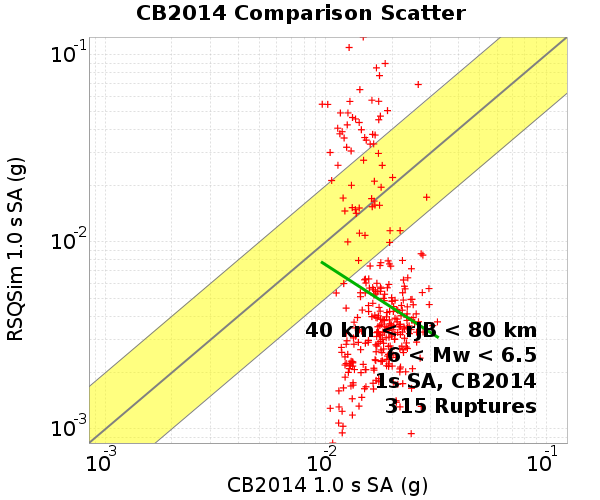 CB2014 Comparison Scatter
10-1
10-2
10-3
RSQSim 1.0 s SA (g)
40 km < rJB < 80 km
6 < Mw < 6.5
1s SA, CB2014
315 Ruptures
10-3 10-2 10-1
CB2014 1.0 s SA (g)